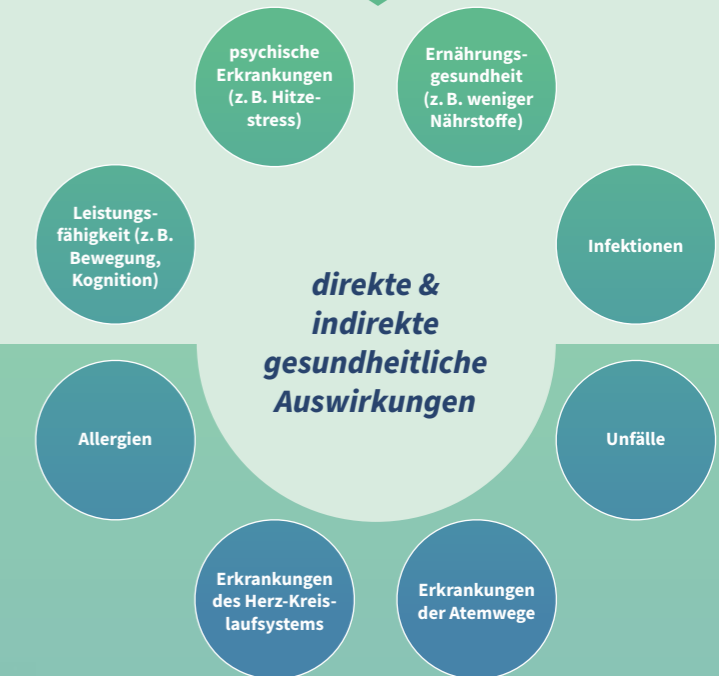 psychische
Erkrankungen
(z. B. Hitze-
stress)
Ernährungs-
gesundheit
(z. B. weniger
Nährstoffe)
Leistungs-
fähigkeit (z. B.
Bewegung,
Kognition)
Infektionen
direkte &
indirekte
gesundheitliche
Auswirkungen
Allergien
Unfälle
Erkrankungen
des Herz-Kreis-
laufsystems
Erkrankungen
der Atemwege